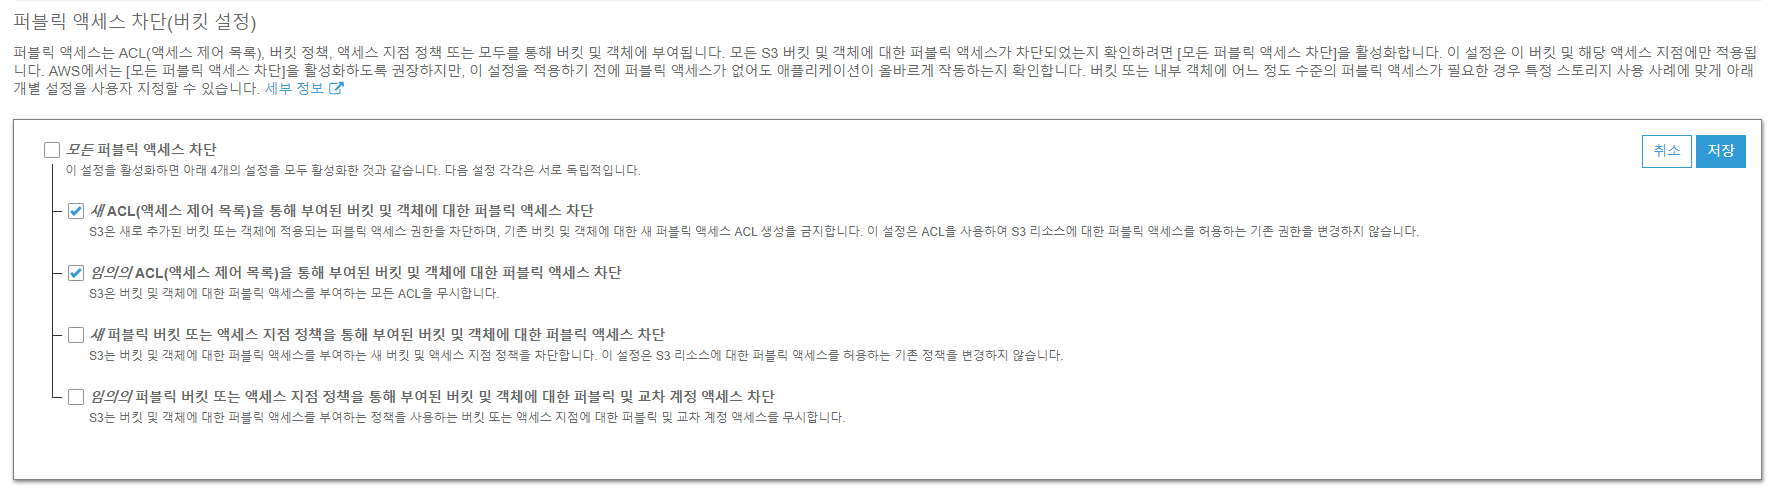 퍼블릭 액세스 차단(버킷 설정)
퍼블릭 액세스는 ACL(액세스 제어 목록), 버킷 정책, 액세스 지점 정책 또는 모두를 통해 버킷 및 객체에 부여됩니다. 모든 S3 버킷 및 객체에 대한 퍼블릭 액세스가 차단되었는지 확인하려면 [모든 퍼블릭 액세스 차단]을 활성화합니다. 이 설정은 이 버킷 및 해당 액세스 지점에만 적용됩
니다. AWS에서는 [모든 퍼블릭 액세스 차단]을 활성화하도록 권장하지만, 이 설정을 적용하기 전에 퍼블릭 액세스가 없어도 애플리케이션이 올바르게 작동하는지 확인합니다. 버킷 또는 내부 객체에 어느 정도 수준의 퍼블릭 액세스가 필요한 경우 특정 스토리지 사용 사례에 맞게 아래
개별 설정을 사용자 지정할 수 있습니다. 세부 정보
모든 퍼블릭 액세스 차단
취소 저장
이 설정을 활성화하면 아래 4개의 설정을 모두 활성화한 것과 같습니다. 다음 설정 각각은 서로 독립적입니다.
새 ACL(액세스 제어 목록)을 통해 부여된 버킷 및 객체에 대한 퍼블릭 액세스 차단
S3은 새로 추가된 버킷 또는 객체에 적용되는 퍼블릭 액세스 권한을 차단하며, 기존 버킷 및 객체에 대한 새 퍼블릭 액세스 ACL 생성을 금지합니다. 이 설정은 ACL을 사용하여 S3 리소스에 대한 퍼블릭 액세스를 허용하는 기존 권한을 변경하지 않습니다.
임의의 ACL(액세스 제어 목록)을 통해 부여된 버킷 및 객체에 대한 퍼블릭 액세스 차단
S3은 버킷 및 객체에 대한 퍼블릭 액세스를 부여하는 모든 ACL을 무시합니다.
새 퍼블릭 버킷 또는 액세스 지점 정책을 통해 부여된 버킷 및 객체에 대한 퍼블릭 액세스 차단
S3는 버킷 및 객체에 대한 퍼블릭 액세스를 부여하는 새 버킷 및 액세스 지점 정책을 차단합니다. 이 설정은 S3 리소스에 대한 퍼블릭 액세스를 허용하는 기존 정책을 변경하지 않습니다.
임의의 퍼블릭 버킷 또는 액세스 지점 정책을 통해 부여된 버킷 및 객체에 대한 퍼블릭 및 교차 계정 액세스 차단
S3는 버킷 및 객체에 대한 퍼블릭 액세스를 부여하는 정책을 사용하는 버킷 또는 액세스 지점에 대한 퍼블릭 및 교차 계정 액세스를 무시합니다.